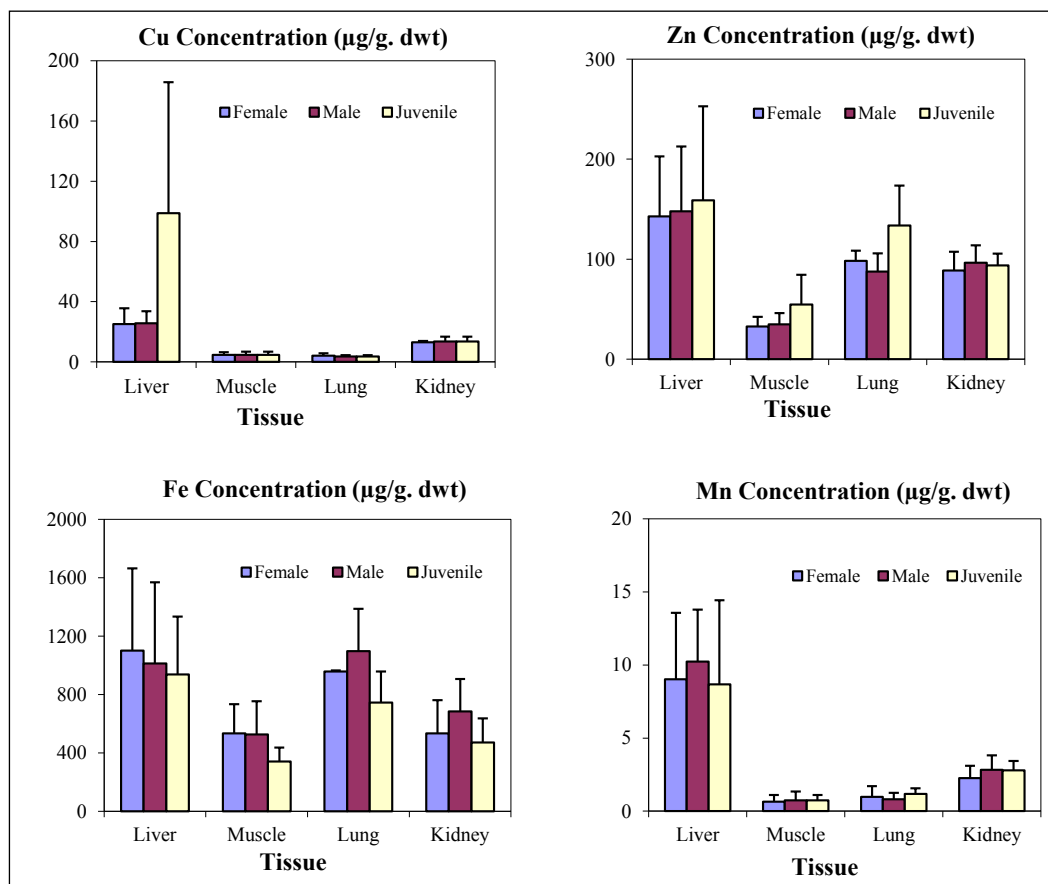 Cu Concentration (µg/g. dwt)
200
160
120
80
40
0
Female Male Juvenile
Liver Muscle Lung Kidney
Tissue
Zn Concentration (µg/g. dwt)
300
200
100
0
Female Male Juvenile
Liver Muscle Lung Kidney
Tissue
Fe Concentration (µg/g. dwt)
2000
1600
1200
800
400
0
Female Male Juvenile
Liver Muscle Lung Kidney
Tissue
Mn Concentration (µg/g. dwt)
20
15
10
5
0
Female Male Juvenile
Liver Muscle Lung Kidney
Tissue